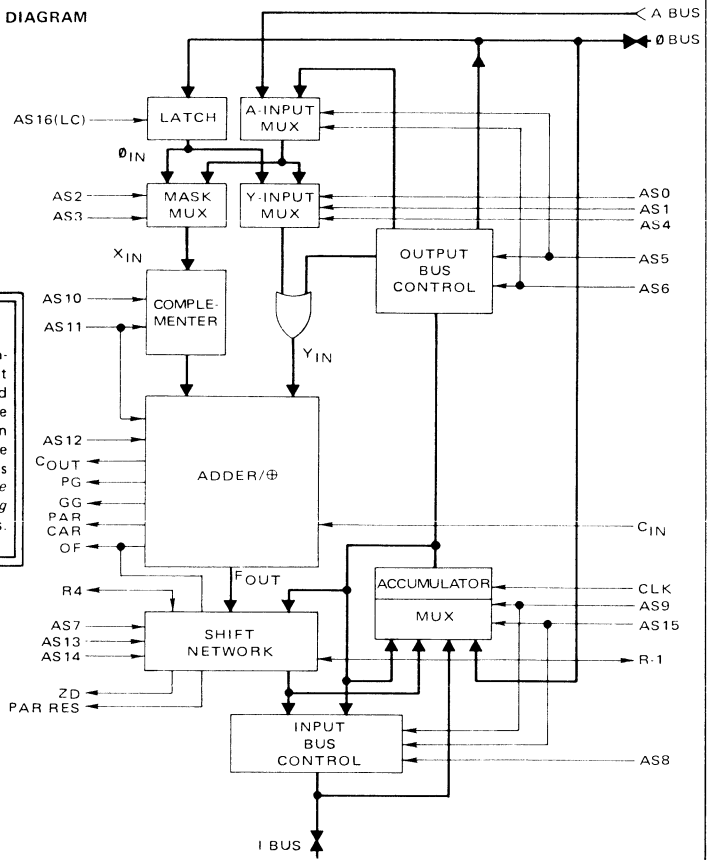 DIAGRAM
A BUS
Ø BUS
AS16(LC)
LATCH
A-INPUT
MUX
ØIN
AS2
AS3
MASK
MUX
Y-INPUT
MUX
AS0
AS1
AS4
XIN
OUTPUT
BUS
CONTROL
AS5
AS6
AS10
AS11
COMPLE-
MENTER
YIN
n-
t
d
e
n
e
s
e
g
s.
AS12
COUT
PG
GG
PAR
CAR
OF
ADDER/⊕
CIN
FOUT
R4
AS7
AS13
AS14
SHIFT
NETWORK
ACCUMULATOR
MUX
CLK
AS9
AS15
R-1
ZD
PAR RES
INPUT
BUS
CONTROL
AS8
I BUS